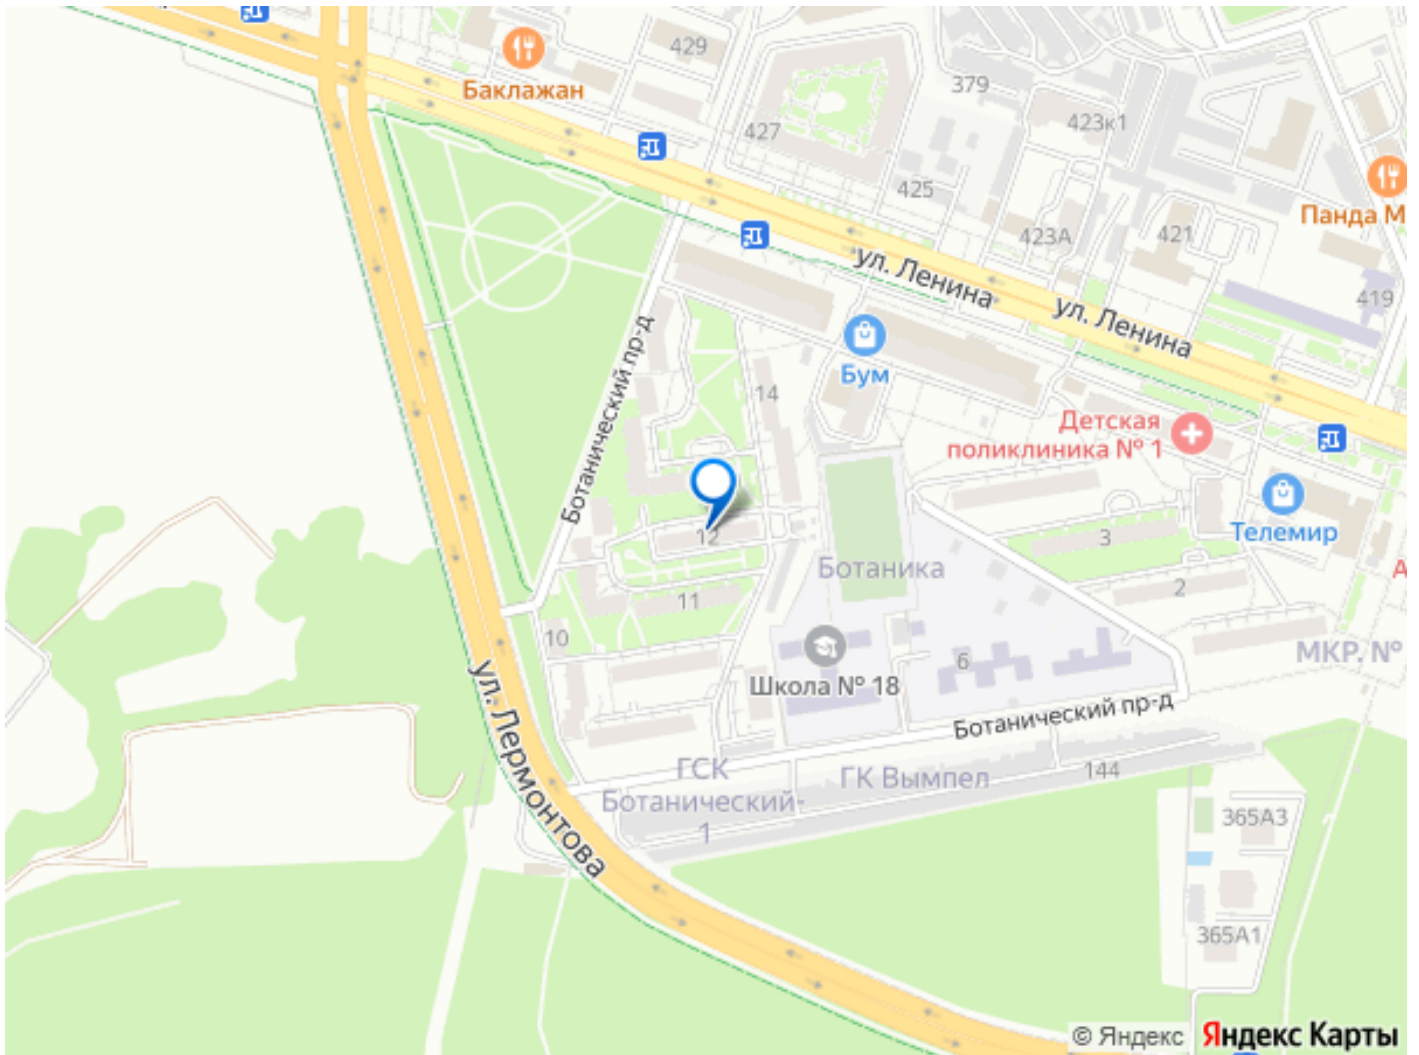 429
Баклажан
379
423к1
427
425
Панда М
423А
421
ул. Ленина
ул. Ленина
419
Ботанический пр-д
Бум
14
Детская
поликлиника № 1
Телемир
12
3
Ботаника
А
2
11
10
6
МКР. №
Школа № 18
ул. Лермонтова
Ботанический пр-д
ГСК
Ботанический-
1
ГК Вымпел
144
365А3
365А1
© Яндекс
Яндекс Карты